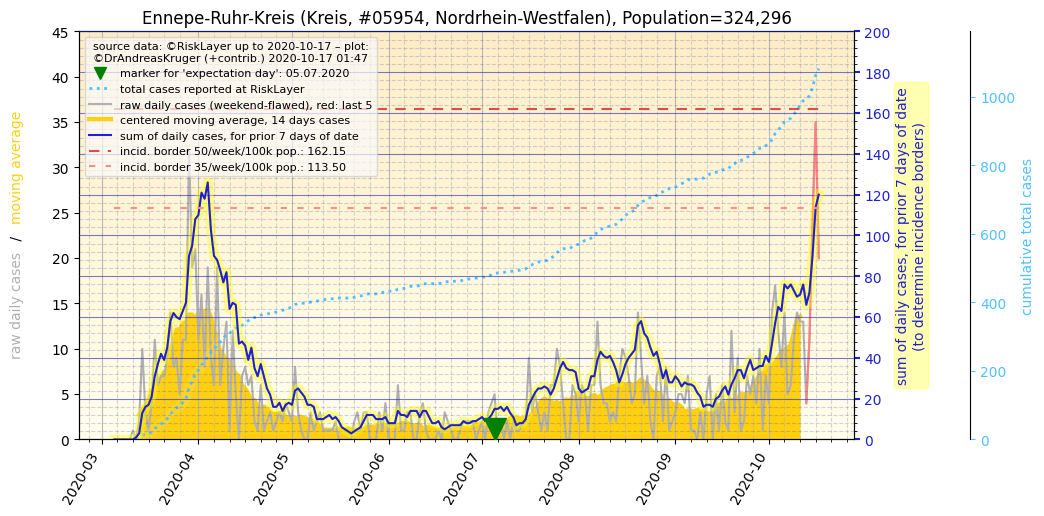 Ennepe-Ruhr-Kreis (Kreis, #05954, Nordrhein-Westfalen), Population=324,296
source data: ©RiskLayer up to 2020-10-17 – plot:
©DrAndreasKruger (+contrib.) 2020-10-17 01:47
marker for 'expectation day': 05.07.2020
total cases reported at RiskLayer
raw daily cases (weekend-flawed), red: last 5
centered moving average, 14 days cases
sum of daily cases, for prior 7 days of date
incid. border 50/week/100k pop.: 162.15
incid. border 35/week/100k pop.: 113.50
raw daily cases / moving average
45
40
35
30
25
20
15
10
5
0
2020-03
2020-04
2020-05
2020-06
2020-07
2020-08
2020-09
2020-10
200
180
160
140
120
100
80
60
40
20
0
sum of daily cases, for prior 7 days of date
(to determine incidence borders)
1000
800
600
400
200
0
cumulative total cases